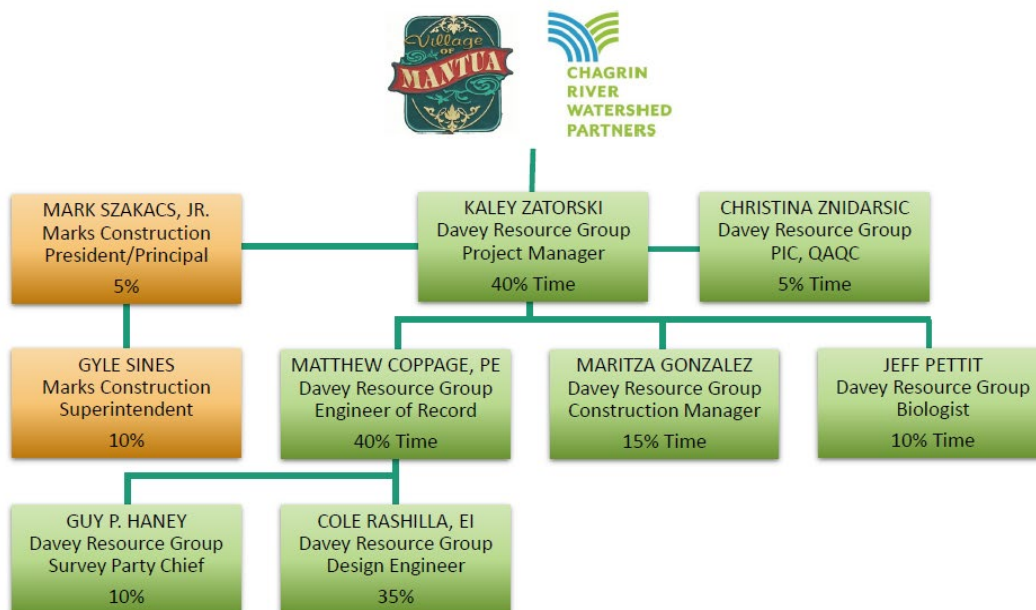 Village
OF
MANTUA
CHAGRIN
RIVER
WATERSHED
PARTNERS
MARK SZAKACS, JR.
Marks Construction
President/Principal
5%
KALEY ZATORSKI
Davey Resource Group
Project Manager
40% Time
CHRISTINA ZNIDARSIC
Davey Resource Group
PIC, QAQC
5% Time
GYLE SINES
Marks Construction
Superintendent
10%
MATTHEW COPPAGE, PE
Davey Resource Group
Engineer of Record
40% Time
MARITZA GONZALEZ
Davey Resource Group
Construction Manager
15% Time
JEFF PETTIT
Davey Resource Group
Biologist
10% Time
GUY P. HANEY
Davey Resource Group
Survey Party Chief
10%
COLE RASHILLA, EI
Davey Resource Group
Design Engineer
35%